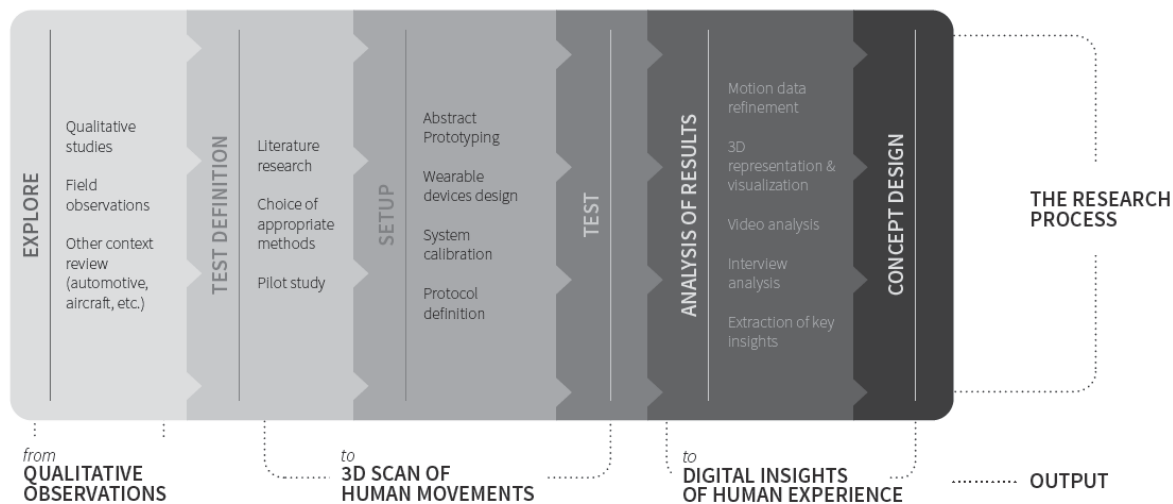 EXPLORE
Qualitative
studies
Field
observations
Other context
review
(automotive,
aircraft, etc.)
TEST DEFINITION
Literature
research
Choice of
appropriate
methods
Pilot study
SETUP
Abstract
Prototyping
Wearable
devices design
System
calibration
Protocol
definition
TEST
ANALYSIS OF RESULTS
Motion data
refinement
3D
representation &
visualization
Video analysis
Interview
analysis
Extraction of key
insights
CONCEPT DESIGN
THE RESEARCH
PROCESS
from
QUALITATIVE
OBSERVATIONS
to
3D SCAN OF
HUMAN MOVEMENTS
to
DIGITAL INSIGHTS
OF HUMAN EXPERIENCE
OUTPUT